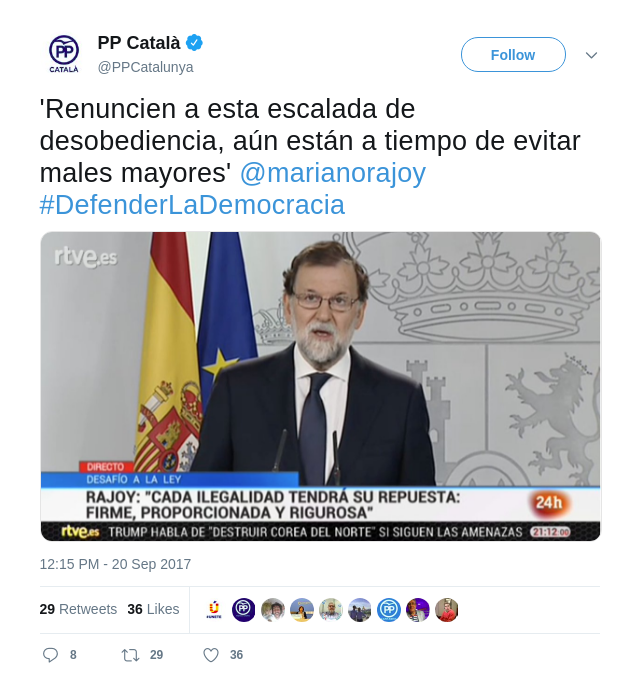 PP Català
@PPCatalunya
Follow
'Renuncien a esta escalada de
desobediencia, aún están a tiempo de evitar
males mayores' @marianorajoy
#DefenderLaDemocracia
rtve.es
DIRECTO
DESAFÍO A LA LEY
RAJOY: "CADA ILEGALIDAD TENDRÁ SU REPUESTA:
FIRME, PROPORCIONADA Y RIGUROSA"
24h
rtve.es TRUMP HABLA DE "DESTRUIR COREA DEL NORTE" SI SIGUEN LAS AMENAZAS 21:12:00
12:15 PM - 20 Sep 2017
29 Retweets 36 Likes
8 29 36